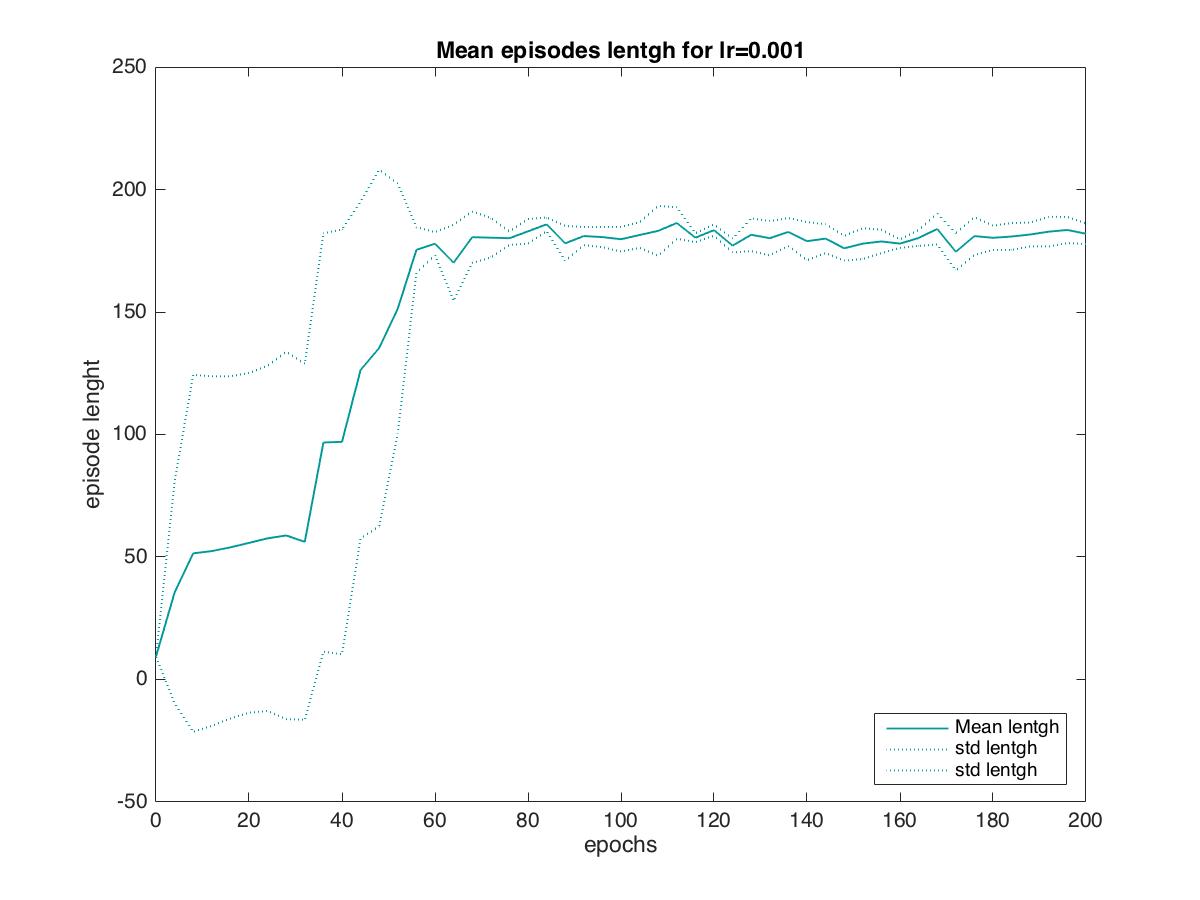 Mean episodes lentgh for lr=0.001
250
200
150
100
50
0
-50
episode lenght
0 20 40 60 80 100 120 140 160 180 200
epochs
Mean lentgh
std lentgh
std lentgh